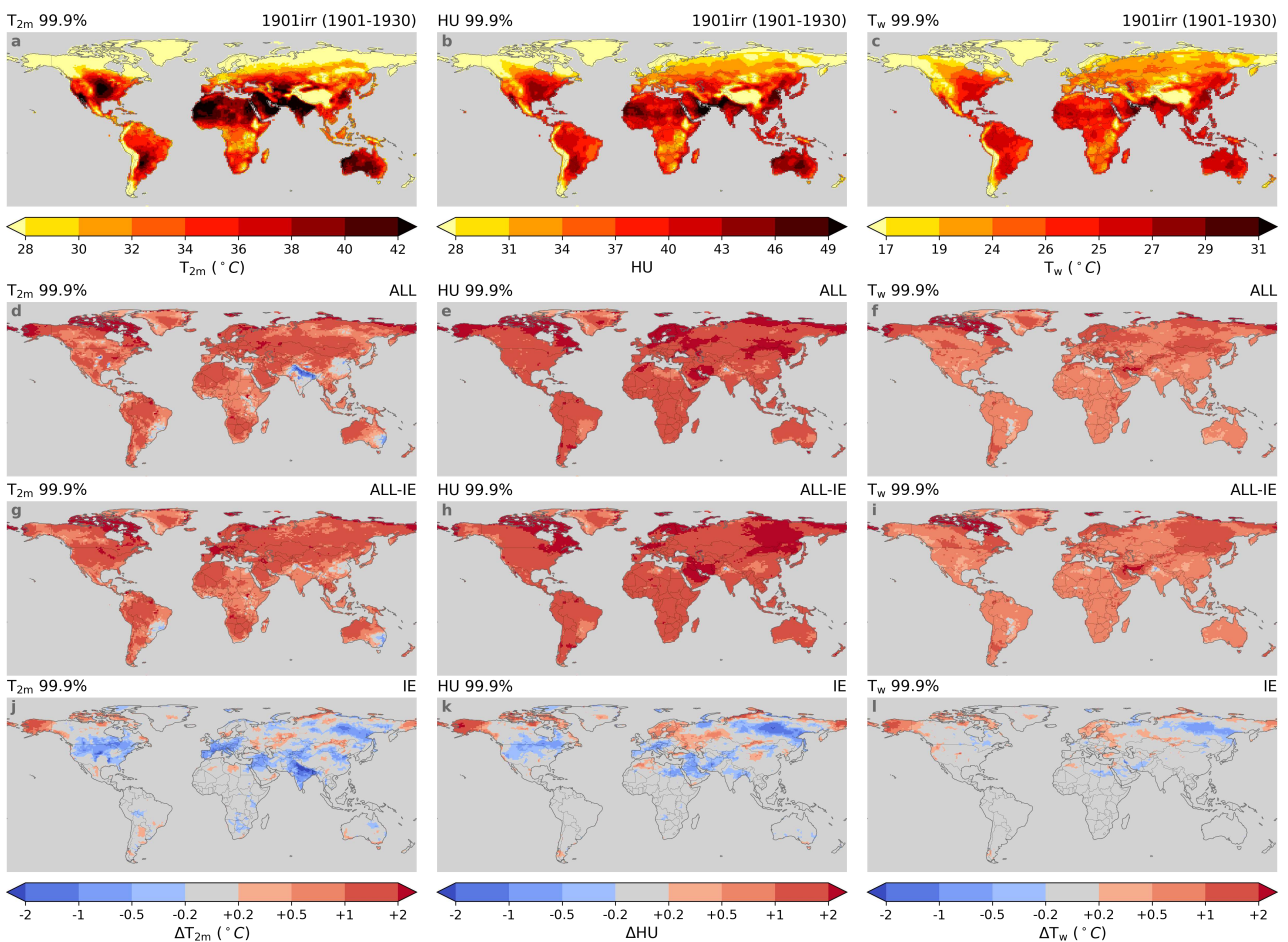 T2m 99.9% 1901irr (1901-1930) HU 99.9% 1901irr (1901-1930) Tw 99.9% 1901irr (1901-1930)
a b c
28 30 32 34 36 38 40 42 28 31 34 37 40 43 46 49 17 19 24 26 25 27 29 31
T2m (°C) HU Tw (°C)
T2m 99.9% ALL HU 99.9% ALL Tw 99.9% ALL
d e f
T2m 99.9% ALL-IE HU 99.9% ALL-IE Tw 99.9% ALL-IE
g h i
T2m 99.9% IE HU 99.9% IE Tw 99.9% IE
j k l
-2 -1 -0.5 -0.2 +0.2 +0.5 +1 +2 -2 -1 -0.5 -0.2 +0.2 +0.5 +1 +2 -2 -1 -0.5 -0.2 +0.2 +0.5 +1 +2
ΔT2m (°C) ΔHU ΔTw (°C)